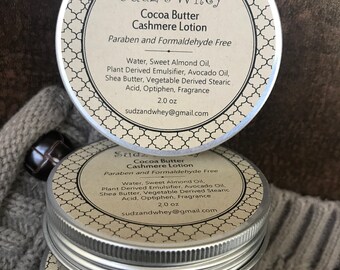 Sudz & Whey
Cocoa Butter
Cashmere Lotion
Paraben and Formaldehyde Free
Water, Sweet Almond Oil,
Plant Derived Emulsifier, Avocado Oil,
Shea Butter, Vegetable Derived Stearic
Acid, Optiphen, Fragrance
2.0 oz
sudzandwhey@gmail.com
Cocoa Butter
Cashmere Lotion
Paraben and Formaldehyde Free
Water, Sweet Almond Oil,
Plant Derived Emulsifier, Avocado Oil,
Shea Butter, Vegetable Derived Stearic
Acid, Optiphen, Fragrance
2.0 oz
sudzandwhey@gmail.com